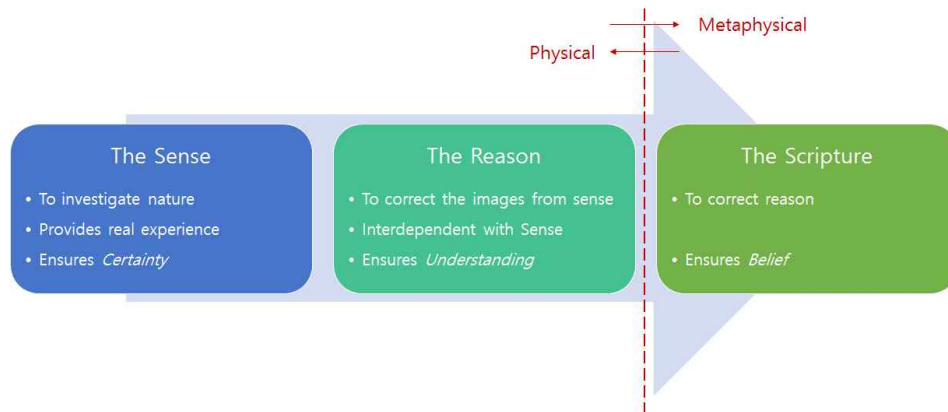 Metaphysical
Physical
The Sense
• To investigate nature
• Provides real experience
• Ensures Certainty
The Reason
• To correct the images from sense
• Interdependent with Sense
• Ensures Understanding
The Scripture
• To correct reason
• Ensures Belief